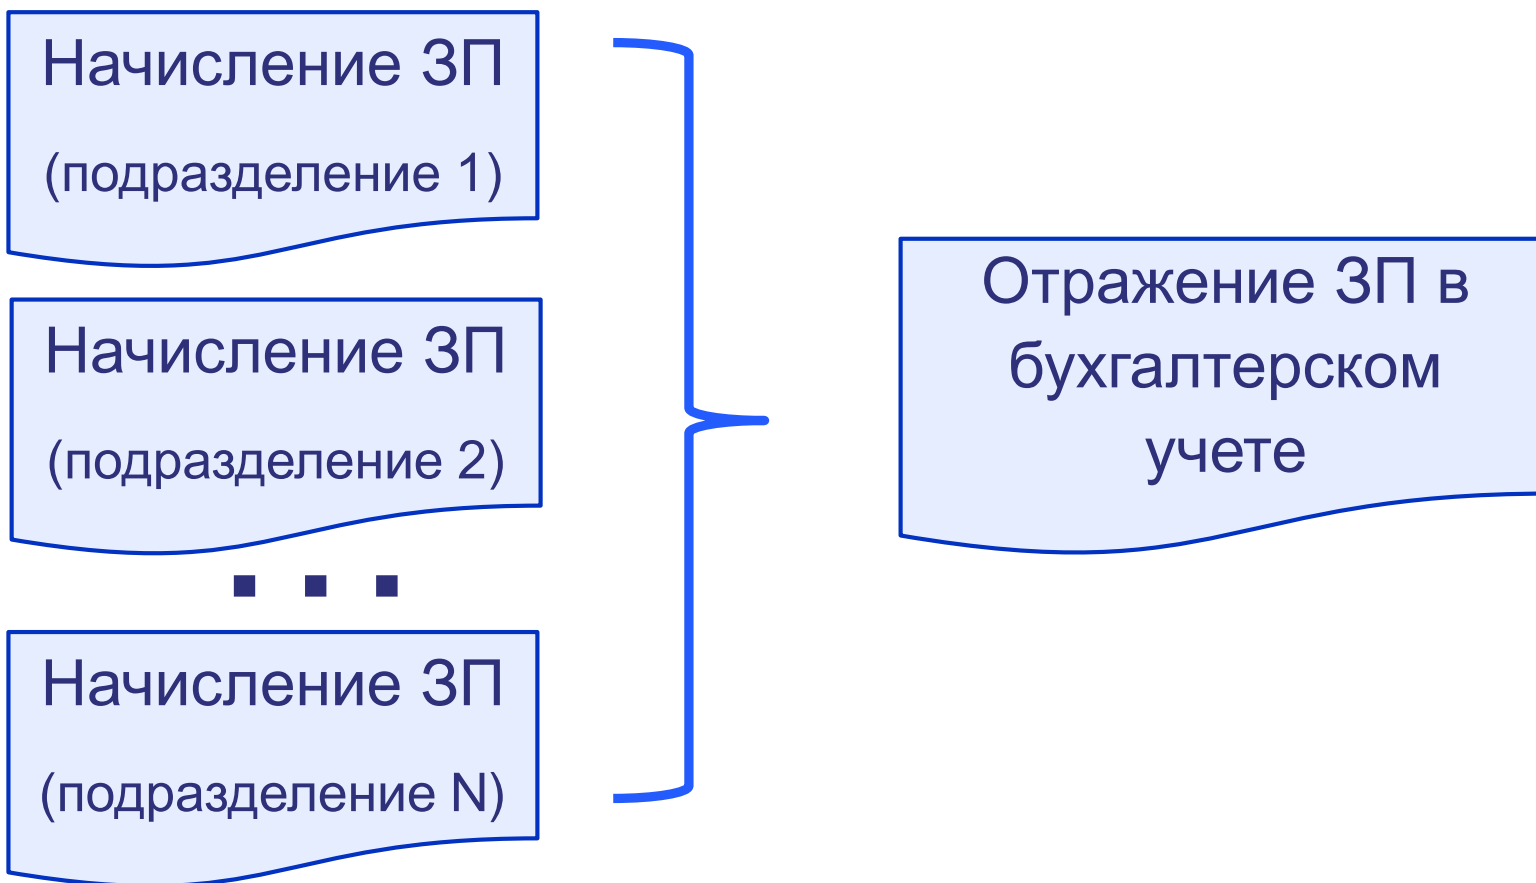 Начисление ЗП
(подразделение 1)
Начисление ЗП
(подразделение 2)
...
Начисление ЗП
(подразделение N)
Отражение ЗП в
бухгалтерском
учете